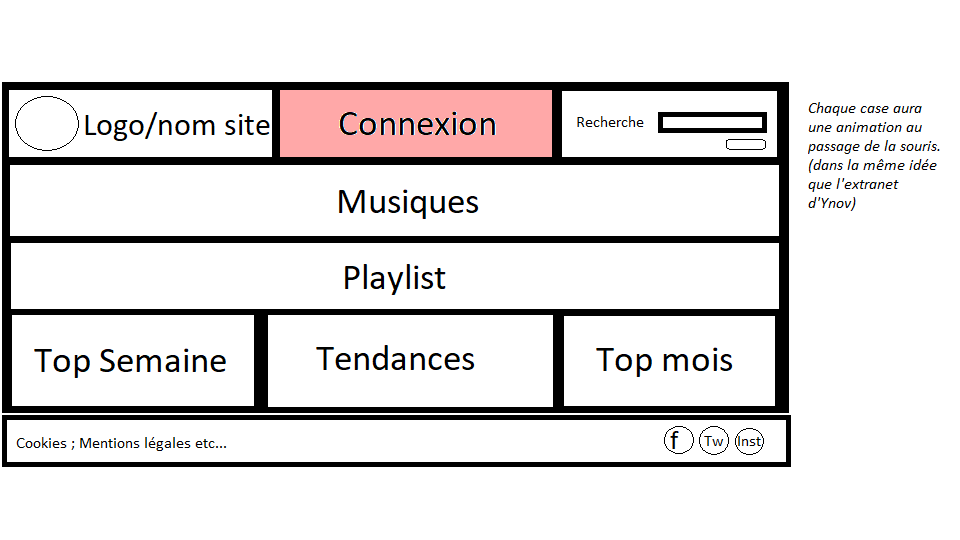 Logo/nom site
Connexion
Recherche
Musiques
Playlist
Top Semaine
Tendances
Top mois
Cookies ; Mentions légales etc...
f
Tw
Inst
Chaque case aura
une animation au
passage de la souris.
(dans la même idée
que l'extranet
d'Ynov)